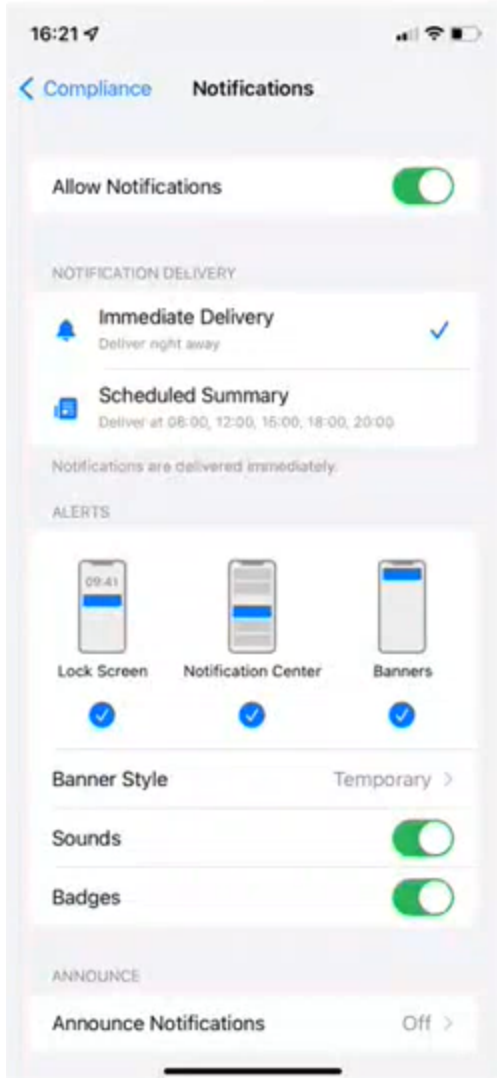 16:21
Compliance Notifications
Allow Notifications
NOTIFICATION DELIVERY
Immediate Delivery
Deliver right away
Scheduled Summary
Deliver at 08:00, 12:00, 15:00, 18:00, 20:00
Notifications are delivered immediately.
ALERTS
09:41
Lock Screen Notification Center Banners
Banner Style Temporary
Sounds
Badges
ANNOUNCE
Announce Notifications Off